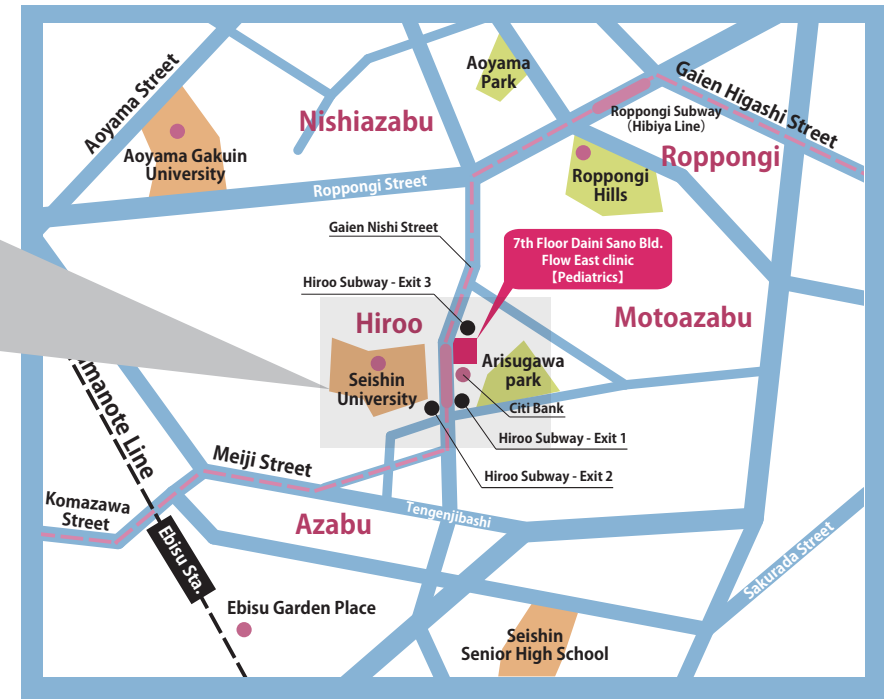 Aoyama Street
Aoyama
Park
Gaien Higashi Street
Roppongi Subway
（Hibiya Line）
Nishiazabu
Roppongi
Aoyama Gakuin
University
Roppongi Street
Roppongi
Hills
Gaien Nishi Street
7th Floor Daini Sano Bld.
Flow East clinic
【Pediatrics】
Hiroo Subway - Exit 3
Hiroo
Motoazabu
Seishin
University
Arisugawa
park
Citi Bank
Hiroo Subway - Exit 1
Hiroo Subway - Exit 2
Line
Meiji Street
Komazawa
Street
Tengenjibashi
Azabu
Ebisu Sta.
Sakurada Street
Ebisu Garden Place
Seishin
Senior High School